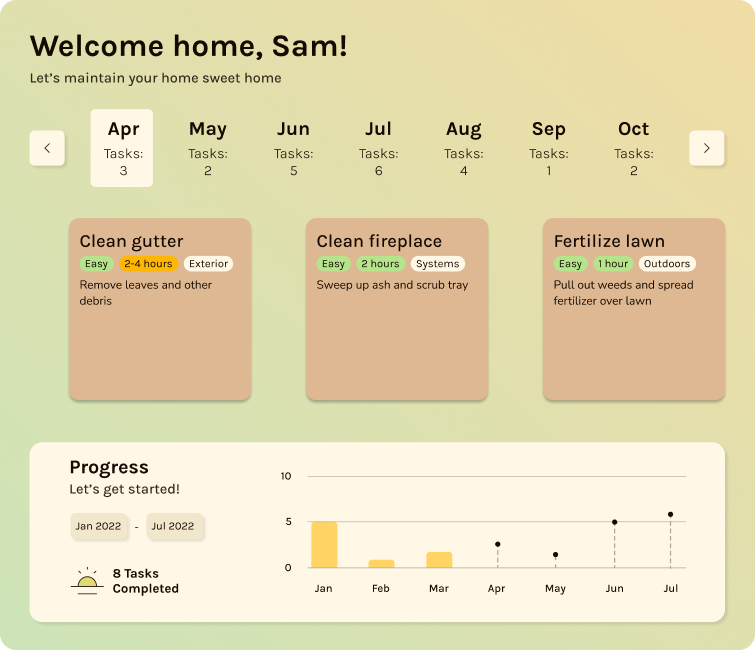 Welcome home, Sam!
Let's maintain your home sweet home
Apr
Tasks:
3
May
Tasks:
2
Jun
Tasks:
5
Jul
Tasks:
6
Aug
Tasks:
4
Sep
Tasks:
1
Oct
Tasks:
2
Clean gutter
Easy 2-4 hours Exterior
Remove leaves and other
debris
Clean fireplace
Easy 2 hours Systems
Sweep up ash and scrub tray
Fertilize lawn
Easy 1 hour Outdoors
Pull out weeds and spread
fertilizer over lawn
Progress
Let's get started!
Jan 2022 - Jul 2022
8 Tasks
Completed
10
5
0
Jan Feb Mar Apr May Jun Jul